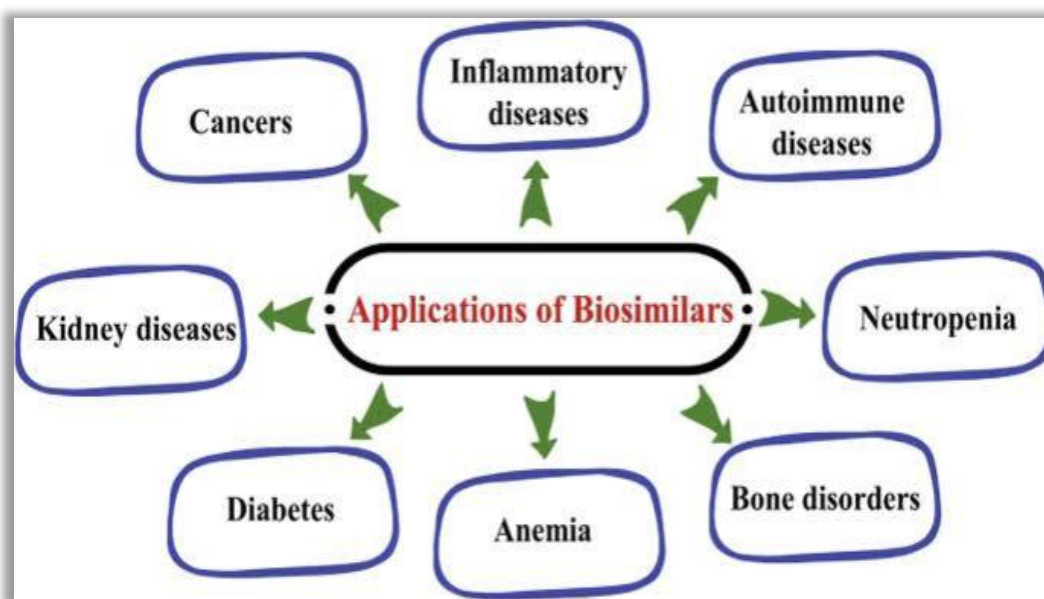 Inflammatory
diseases
Cancers
Autoimmune
diseases
Applications of Biosimilars
Kidney diseases
Neutropenia
Diabetes
Anemia
Bone disorders